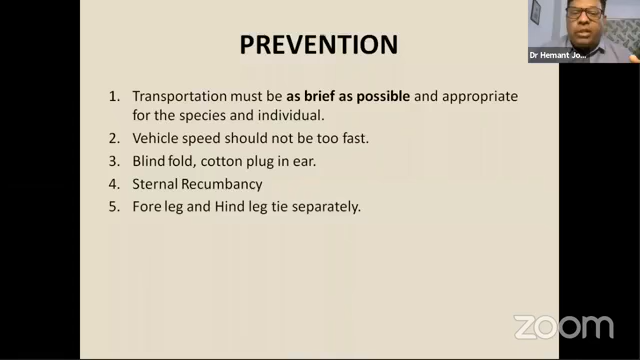 PREVENTION
1. Transportation must be as brief as possible and appropriate
for the species and individual.
2. Vehicle speed should not be too fast.
3. Blind fold, cotton plug in ear.
4. Sternal Recumbancy
5. Fore leg and Hind leg tie separately.
Dr Hemant Jo...
zoom